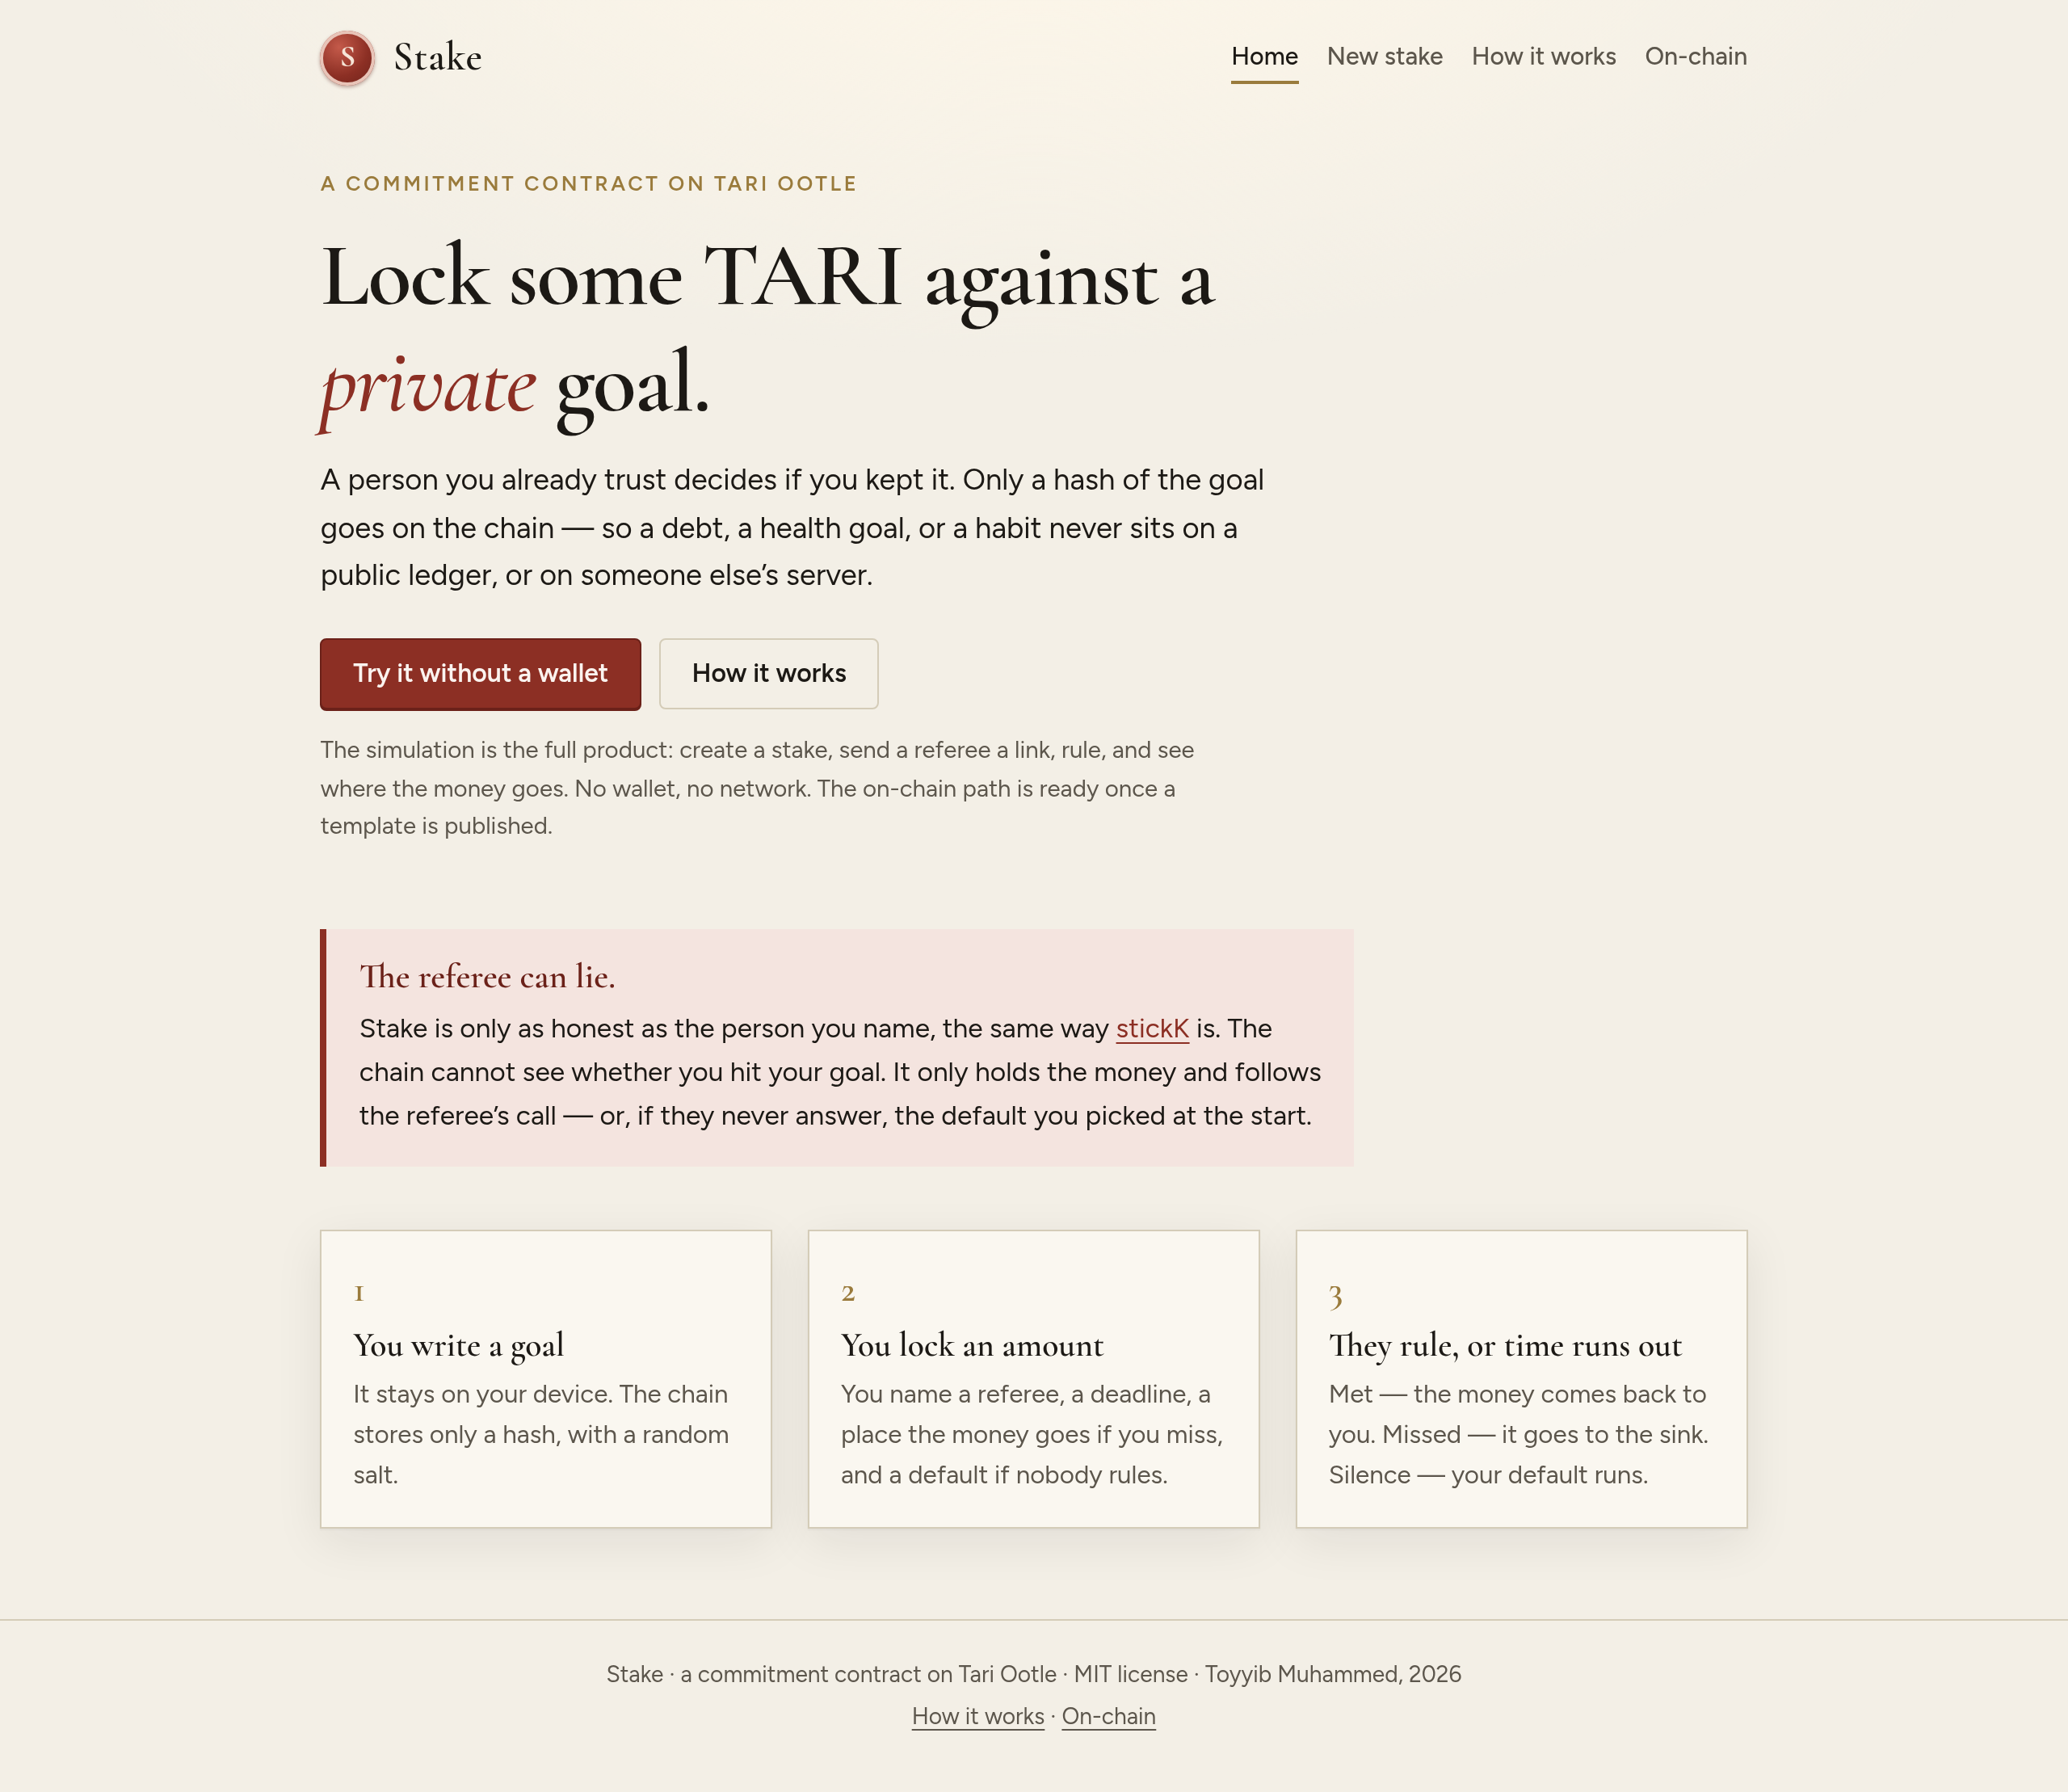 S Stake
Home New stake How it works On-chain
A COMMITMENT CONTRACT ON TARI OOTLE
Lock some TARI against a
private goal.
A person you already trust decides if you kept it. Only a hash of the goal
goes on the chain — so a debt, a health goal, or a habit never sits on a
public ledger, or on someone else’s server.
Try it without a wallet How it works
The simulation is the full product: create a stake, send a referee a link, rule, and see
where the money goes. No wallet, no network. The on-chain path is ready once a
template is published.
The referee can lie.
Stake is only as honest as the person you name, the same way stickK is. The
chain cannot see whether you hit your goal. It only holds the money and follows
the referee’s call — or, if they never answer, the default you picked at the start.
1
You write a goal
It stays on your device. The chain
stores only a hash, with a random
salt.
2
You lock an amount
You name a referee, a deadline, a
place the money goes if you miss,
and a default if nobody rules.
3
They rule, or time runs out
Met — the money comes back to
you. Missed — it goes to the sink.
Silence — your default runs.
Stake · a commitment contract on Tari Ootle · MIT license · Toyyib Muhammed, 2026
How it works · On-chain